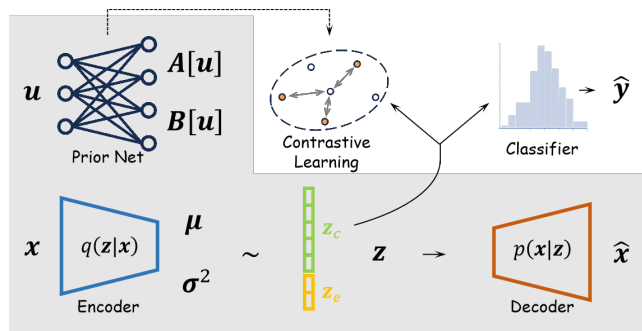 u
A[u]
B[u]
Prior Net
Contrastive
Learning
Classifier
ŷ
x
q(z|x)
Encoder
μ
σ²
~
z_c
z_e
z
p(x|z)
Decoder
x̂